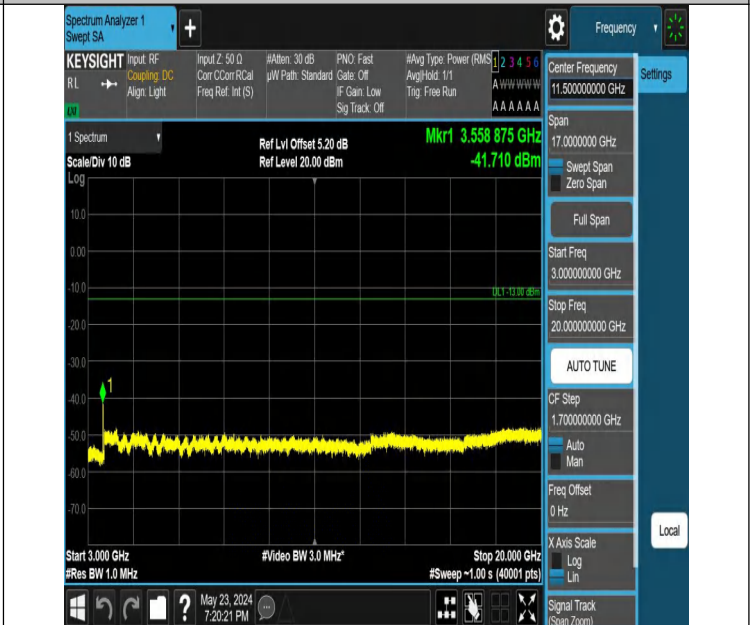 Spectrum Analyzer 1
Swept SA
Frequency
KEYSIGHT
RL
LXI
Input: RF
Coupling: DC
Align: Light
Input Z: 50 Ω
Corr CCorr RCal
Freq Ref: Int (S)
#Atten: 30 dB
µW Path: Standard
PNO: Fast
Gate: Off
IF Gain: Low
Sig Track: Off
#Avg Type: Power (RMS
Avg|Hold: 1/1
Trig: Free Run
1 2 3 4 5 6
A W W W W W
A A A A A A
1 Spectrum
Scale/Div 10 dB
Log
Ref Lvl Offset 5.20 dB
Ref Level 20.00 dBm
Mkr1 3.558 875 GHz
-41.710 dBm
10.0
0.00
-10.0
DL1 -13.00 dBm
-20.0
-30.0
1
-40.0
-50.0
-60.0
-70.0
Start 3.000 GHz
#Res BW 1.0 MHz
#Video BW 3.0 MHz*
Stop 20.000 GHz
#Sweep ~1.00 s (40001 pts)
May 23, 2024
7:20:21 PM
Center Frequency
11.500000000 GHz
Settings
Span
17.0000000 GHz
Swept Span
Zero Span
Full Span
Start Freq
3.000000000 GHz
Stop Freq
20.000000000 GHz
AUTO TUNE
CF Step
1.700000000 GHz
Auto
Man
Freq Offset
0 Hz
X Axis Scale
Log
Lin
Local
Signal Track
(Span Zoom)